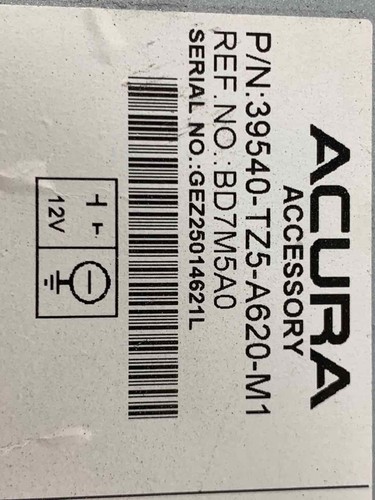 ACURA
ACCESSORY
P/N:39540-TZ5-A620-M1
REF.NO.:BD7M5A0
SERIAL NO.:GEZ25014621L
12V